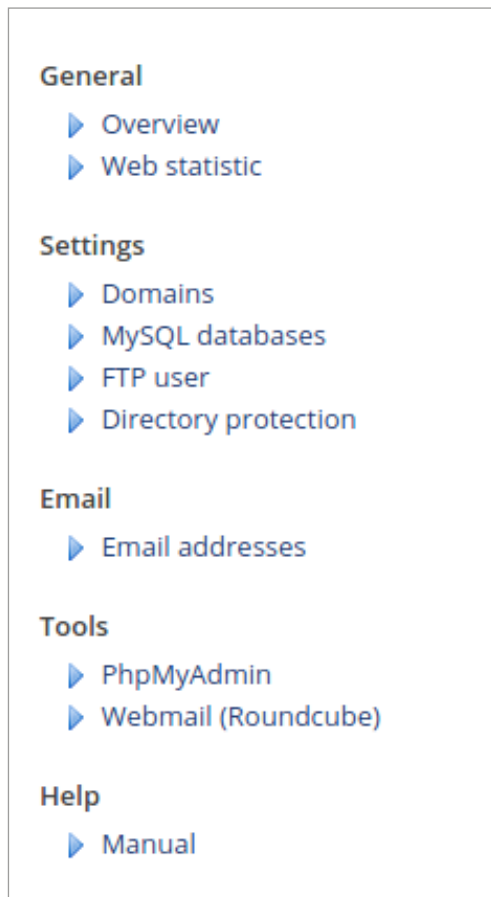 General
Overview
Web statistic
Settings
Domains
MySQL databases
FTP user
Directory protection
Email
Email addresses
Tools
PhpMyAdmin
Webmail (Roundcube)
Help
Manual